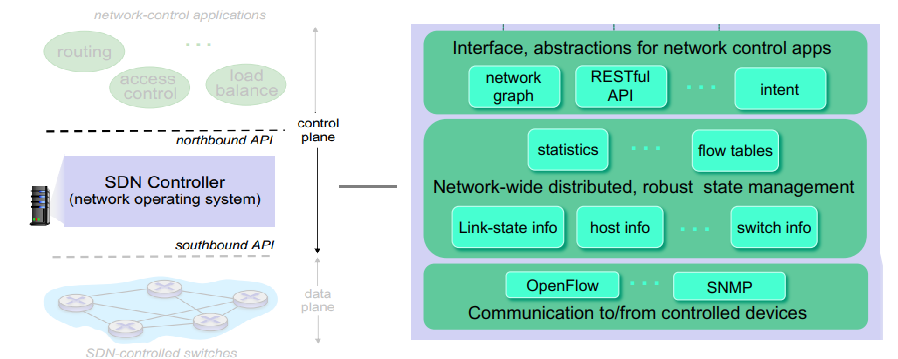 network-control applications
routing
. . .
access
control
load
balance
control
plane
northbound API
SDN Controller
(network operating system)
southbound API
data
plane
SDN-controlled switches
Interface, abstractions for network control apps
network
graph
RESTful
API
. . .
intent
statistics
. . .
flow tables
Network-wide distributed, robust state management
Link-state info
host info
. . .
switch info
OpenFlow
. . .
SNMP
Communication to/from controlled devices